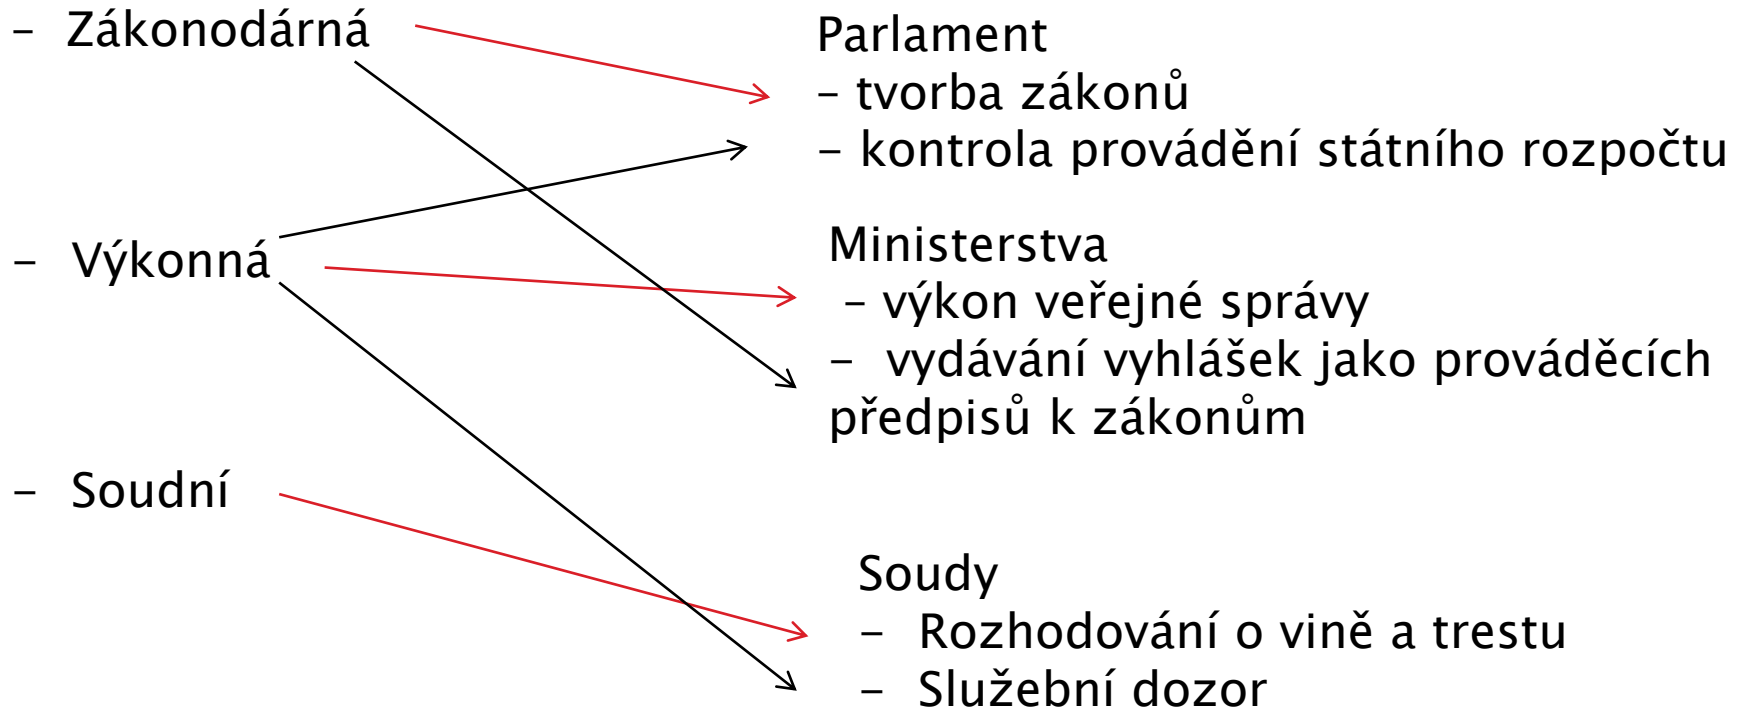 – Zákonodárná
– Výkonná
– Soudní
Parlament
– tvorba zákonů
– kontrola provádění státního rozpočtu
Ministerstva
– výkon veřejné správy
– vydávání vyhlášek jako prováděcích
předpisů k zákonům
Soudy
– Rozhodování o vině a trestu
– Služební dozor